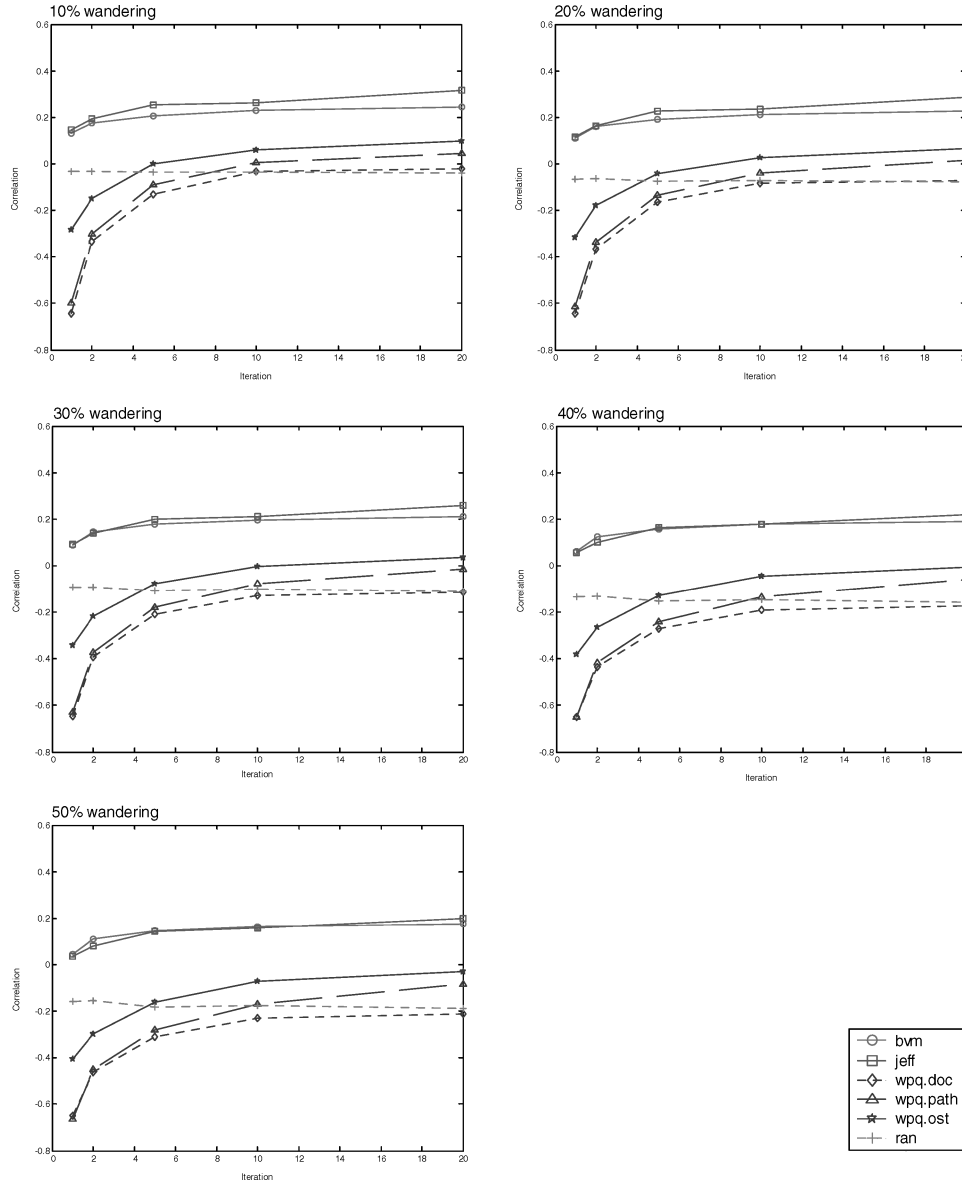 10% wandering
0.6
0.4
0.2
0
-0.2
-0.4
-0.6
-0.8
Correlation
0 2 4 6 8 10 12 14 16 18 20
Iteration
20% wandering
0.6
0.4
0.2
0
-0.2
-0.4
-0.6
-0.8
Correlation
0 2 4 6 8 10 12 14 16 18
Iteration
30% wandering
0.6
0.4
0.2
0
-0.2
-0.4
-0.6
-0.8
Correlation
0 2 4 6 8 10 12 14 16 18 20
Iteration
40% wandering
0.6
0.4
0.2
0
-0.2
-0.4
-0.6
-0.8
Correlation
0 2 4 6 8 10 12 14 16 18
Iteration
50% wandering
0.6
0.4
0.2
0
-0.2
-0.4
-0.6
-0.8
Correlation
0 2 4 6 8 10 12 14 16 18 20
Iteration
bvm
jeff
wpq.doc
wpq.path
wpq.ost
ran